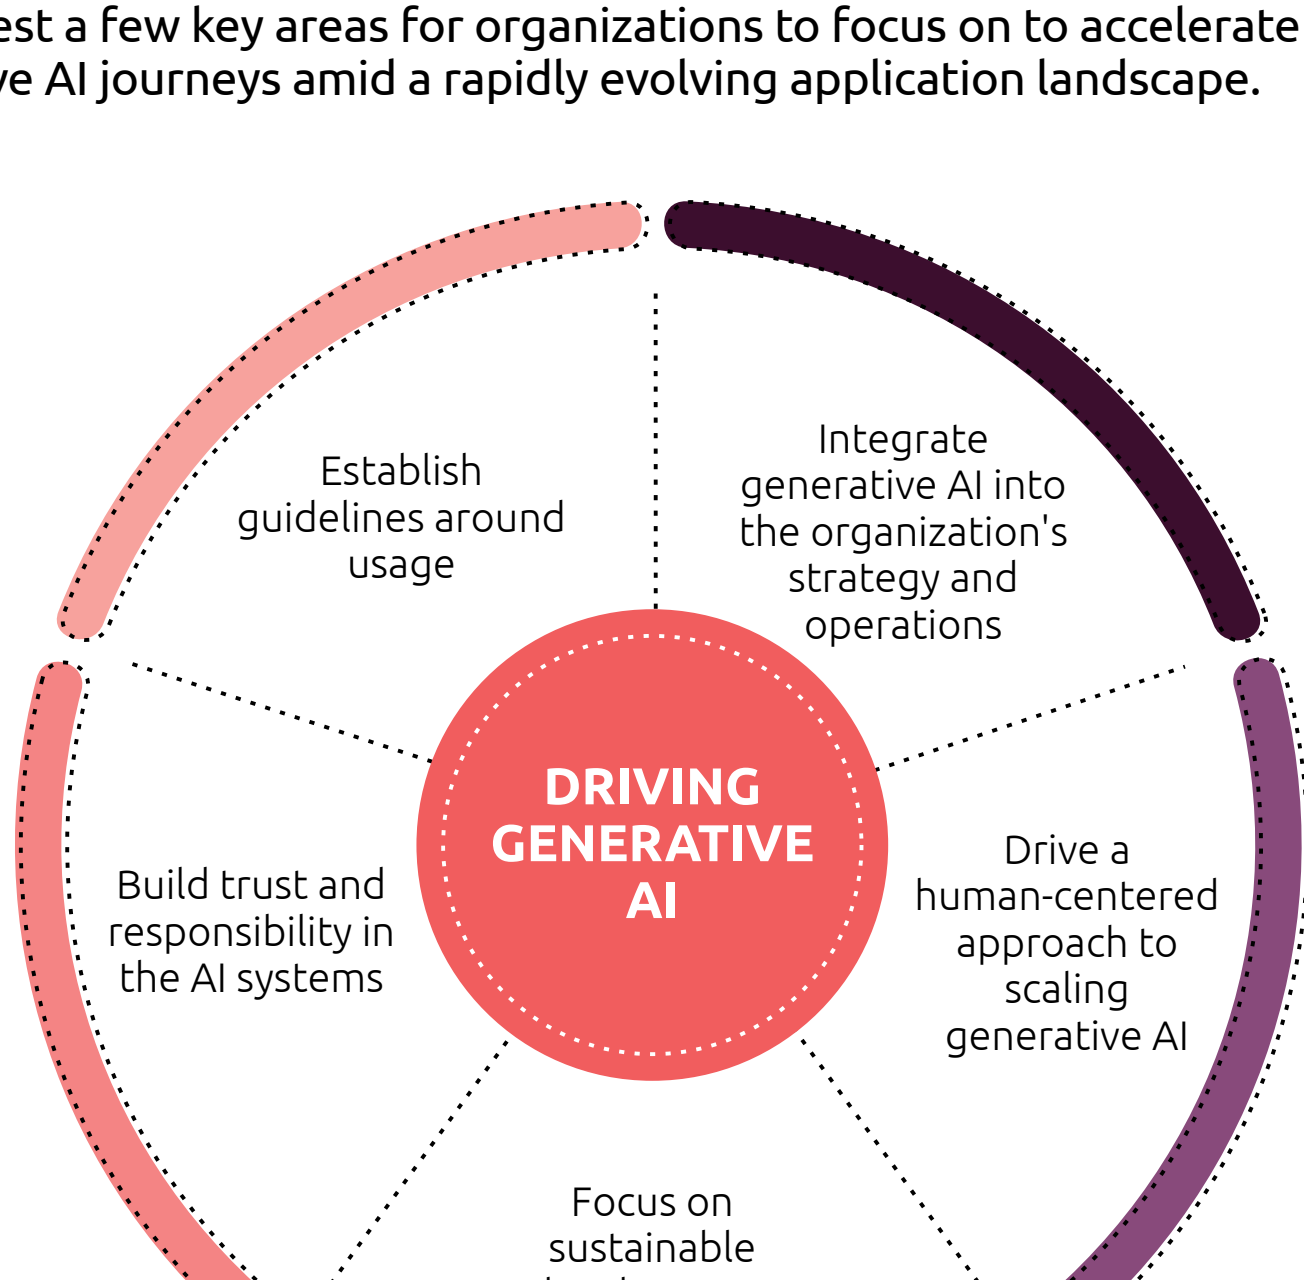 a few key areas for organizations to focus on to accelerate
AI journeys amid a rapidly evolving application landscape.
Establish
guidelines around
usage
Integrate
generative AI into
the organization's
strategy and
operations
DRIVING
GENERATIVE
AI
Build trust and
responsibility in
the AI systems
Drive a
human-centered
approach to
scaling
generative AI
Focus on
sustainable